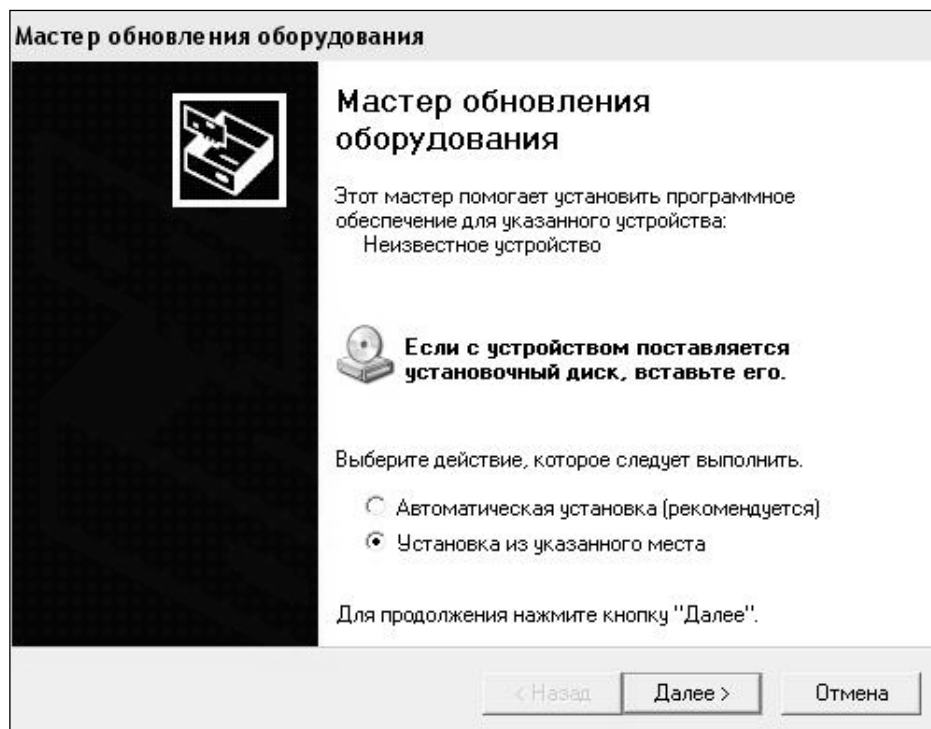 Мастер обновления оборудования
Мастер обновления
оборудования
Этот мастер помогает установить программное
обеспечение для указанного устройства:
Неизвестное устройство
Если с устройством поставляется
установочный диск, вставьте его.
Выберите действие, которое следует выполнить.
Автоматическая установка (рекомендуется)
Установка из указанного места
Для продолжения нажмите кнопку "Далее".
< Назад
Далее >
Отмена